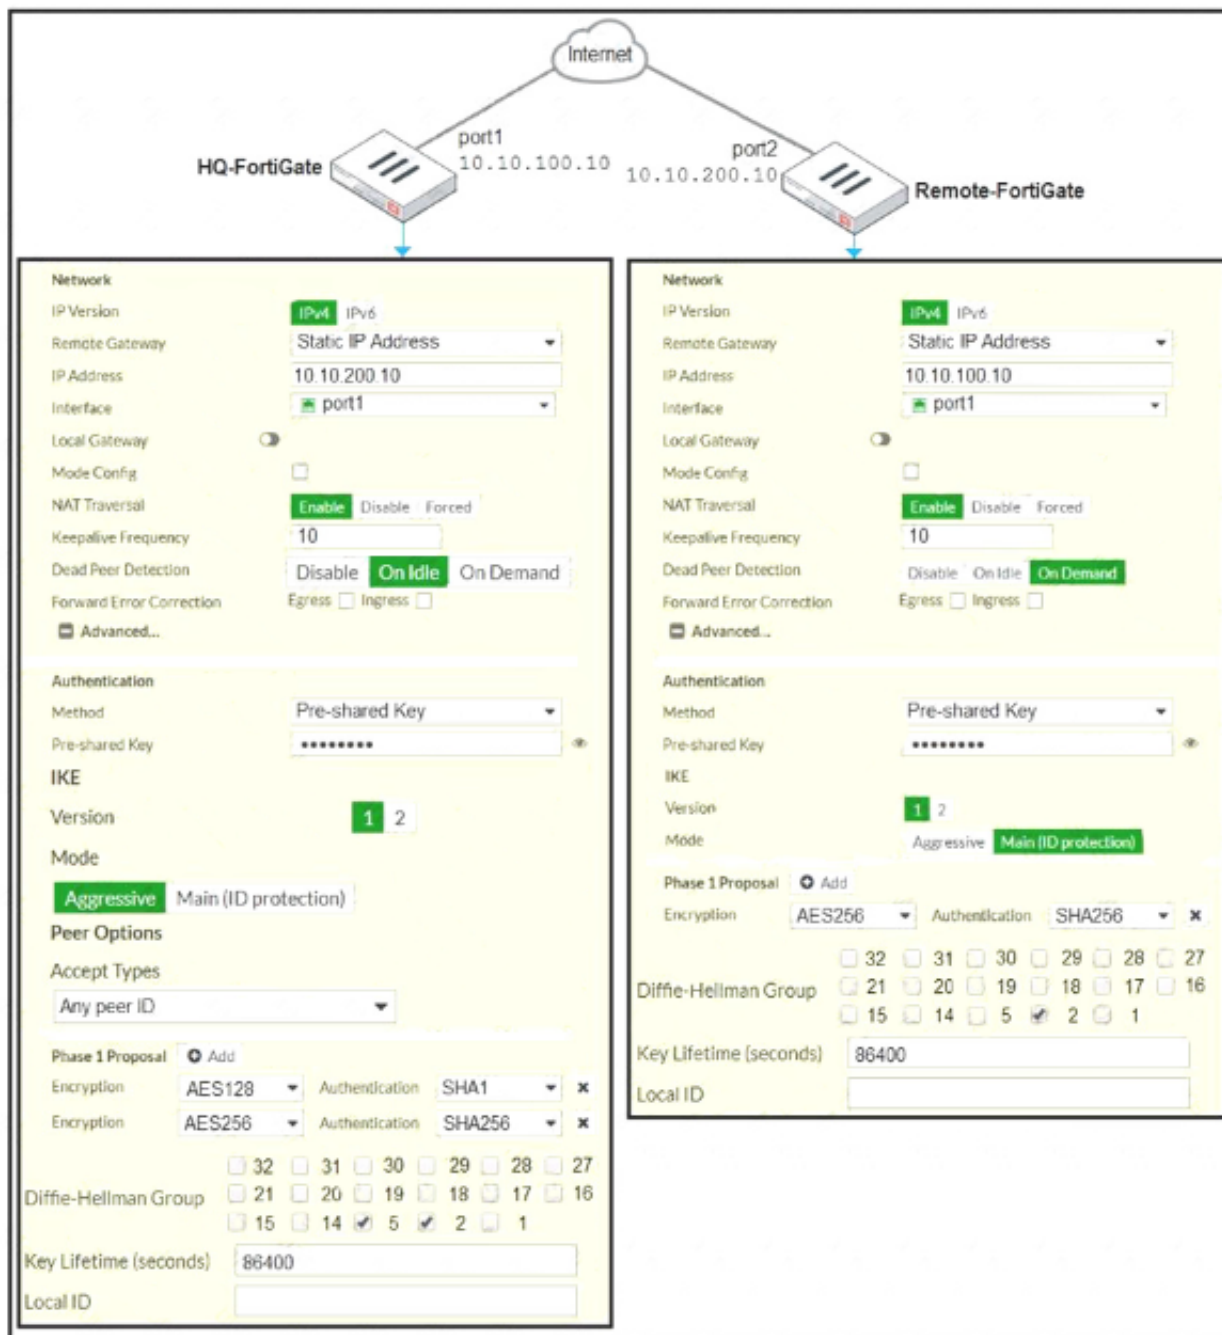 Internet
port1
10.10.100.10
HQ-FortiGate
port2
10.10.200.10
Remote-FortiGate
Network
IP Version IPv4 IPv6
Remote Gateway Static IP Address
IP Address 10.10.200.10
Interface port1
Local Gateway
Mode Config
NAT Traversal Enable Disable Forced
Keepalive Frequency 10
Dead Peer Detection Disable On Idle On Demand
Forward Error Correction Egress Ingress
Advanced...
Authentication
Method Pre-shared Key
Pre-shared Key ••••••••
IKE
Version 1 2
Mode
Aggressive Main (ID protection)
Peer Options
Accept Types
Any peer ID
Phase 1 Proposal Add
Encryption AES128 Authentication SHA1
Encryption AES256 Authentication SHA256
32 31 30 29 28 27
Diffie-Hellman Group 21 20 19 18 17 16
15 14 5 2 1
Key Lifetime (seconds) 86400
Local ID
Network
IP Version IPv4 IPv6
Remote Gateway Static IP Address
IP Address 10.10.100.10
Interface port1
Local Gateway
Mode Config
NAT Traversal Enable Disable Forced
Keepalive Frequency 10
Dead Peer Detection Disable On Idle On Demand
Forward Error Correction Egress Ingress
Advanced...
Authentication
Method Pre-shared Key
Pre-shared Key ••••••••
IKE
Version 1 2
Mode Aggressive Main (ID protection)
Phase 1 Proposal Add
Encryption AES256 Authentication SHA256
32 31 30 29 28 27
Diffie-Hellman Group 21 20 19 18 17 16
15 14 5 2 1
Key Lifetime (seconds) 86400
Local ID